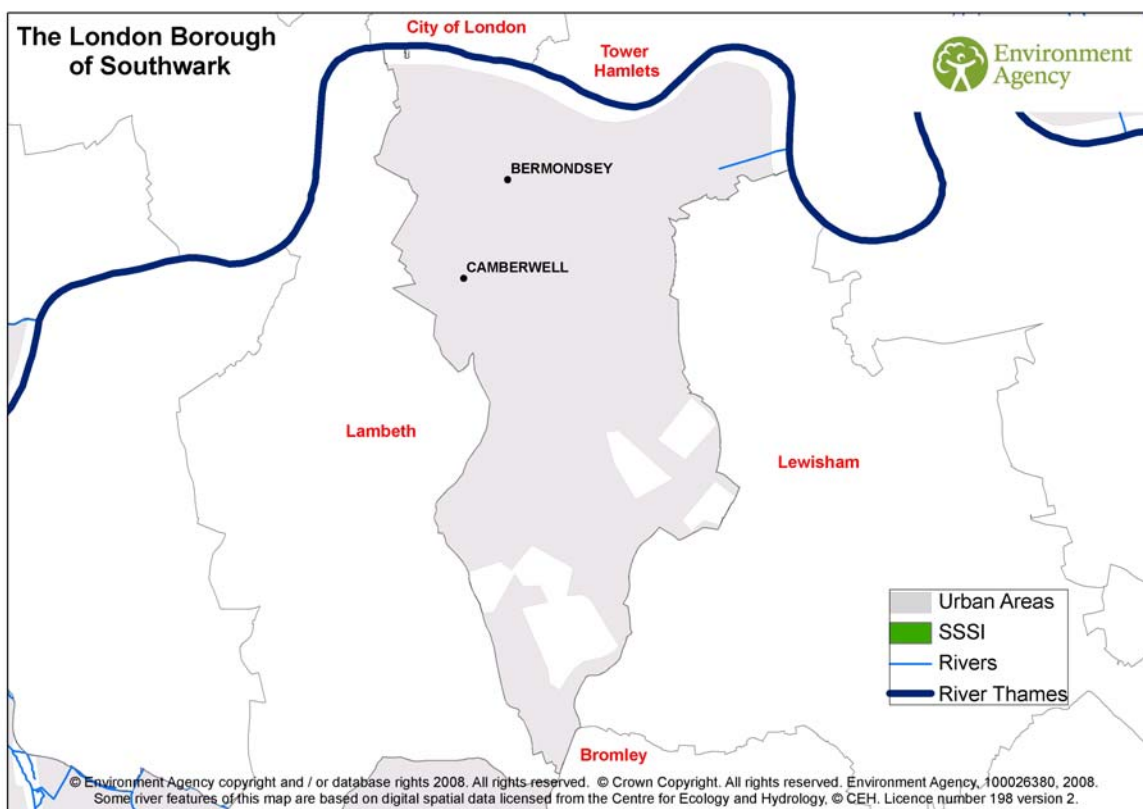 The London Borough
of Southwark
City of London
Tower
Hamlets
Environment
Agency
BERMONDSEY
CAMBERWELL
Lambeth
Lewisham
Urban Areas
SSSI
Rivers
River Thames
Bromley
© Environment Agency copyright and / or database rights 2008. All rights reserved. © Crown Copyright. All rights reserved. Environment Agency, 100026380, 2008.
Some river features of this map are based on digital spatial data licensed from the Centre for Ecology and Hydrology, © CEH. Licence number 198 version 2.